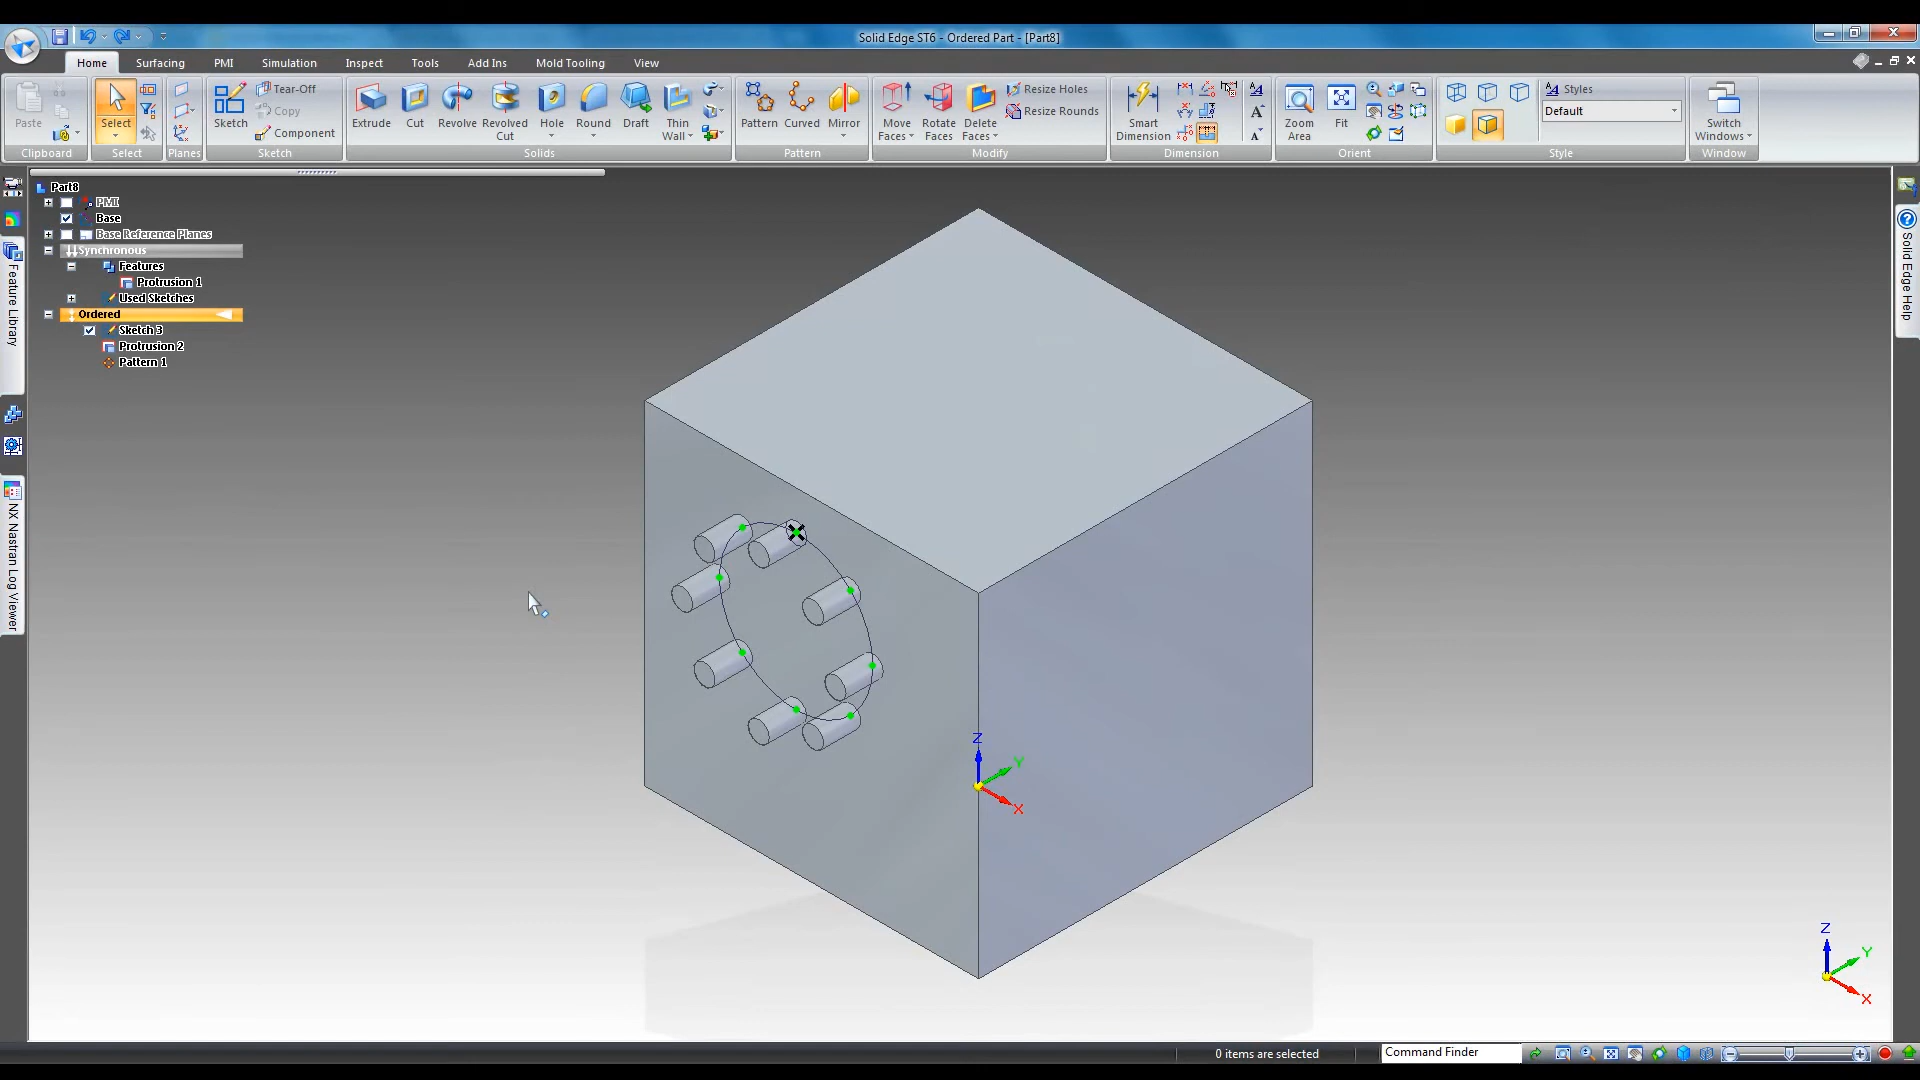 Solid Edge ST6 - Ordered Part - [Part8]
Home Surfacing PMI Simulation Inspect Tools Add Ins Mold Tooling View
Paste
Clipboard
Select
Select
Planes
Sketch
Tear-Off
Copy
Component
Sketch
Extrude Cut Revolve Revolved Cut Hole Round Draft Thin Wall
Solids
Pattern Curved Mirror
Pattern
Move Faces Rotate Faces Delete Faces
Resize Holes
Resize Rounds
Modify
Smart Dimension
Dimension
Zoom Area Fit
Orient
Styles
Default
Style
Switch Windows
Window
Part8
PMI
Base
Base Reference Planes
Synchronous
Features
Protrusion 1
Used Sketches
Ordered
Sketch 3
Protrusion 2
Pattern 1
Feature Library
NX Nastran Log Viewer
Solid Edge Help
Z
Y
X
Z
Y
X
0 items are selected
Command Finder